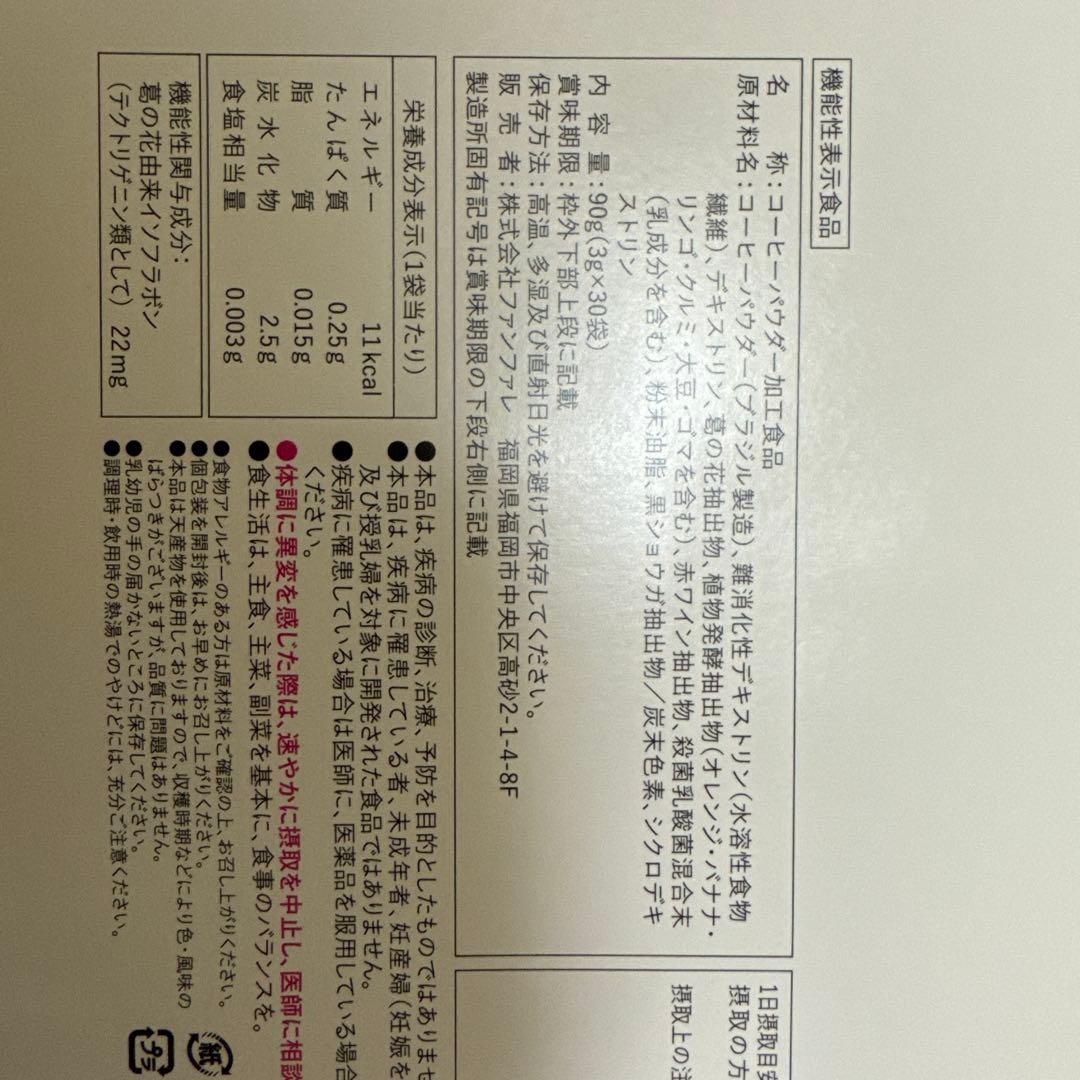 機能性表示食品
名称：コーヒーパウダー加工食品
原材料名：コーヒーパウダー（ブラジル製造）、難消化性デキストリン（水溶性食物
繊維）、デキストリン、葛の花抽出物、植物発酵抽出物（オレンジ・バナナ・
リンゴ・クルミ・大豆・ゴマを含む）、赤ワイン抽出物、殺菌乳酸菌混合末
（乳成分を含む）、粉末油脂、黒ショウガ抽出物／炭末色素、シクロデキ
ストリン
内容量：90g（3g×30袋）
賞味期限：枠外下部上段に記載
保存方法：高温、多湿及び直射日光を避けて保存してください。
販売者：株式会社ファンファレ 福岡県福岡市中央区高砂2-1-4-8F
製造所固有記号は賞味期限の下段右側に記載
栄養成分表示（1袋当たり）
エネルギー 11kcal
たんぱく質 0.25g
脂質 0.015g
炭水化物 2.5g
食塩相当量 0.003g
機能性関与成分：
葛の花由来イソフラボン
（テクトリゲニン類として） 22mg
●本品は、疾病の診断、治療、予防を目的としたものではありませ
●本品は、疾病に罹患している者、未成年者、妊産婦（妊娠を
及び授乳婦を対象に開発された食品ではありません。
●疾病に罹患している場合は医師に、医薬品を服用している場合
ください。
●体調に異変を感じた際は、速やかに摂取を中止し、医師に相談
●食生活は、主食、主菜、副菜を基本に、食事のバランスを。
●食物アレルギーのある方は原材料をご確認の上、お召し上がりください。
●個包装を開封後は、お早めにお召し上がりください。
●本品は天産物を使用しておりますので、収穫時期などにより色・風味の
ばらつきがございますが、品質に問題はありません。
●乳幼児の手の届かないところに保存してください。
●調理時・飲用時の熱湯でのやけどには、充分ご注意ください。
1日摂取目安
摂取の方
摂取上の注
紙
プラ